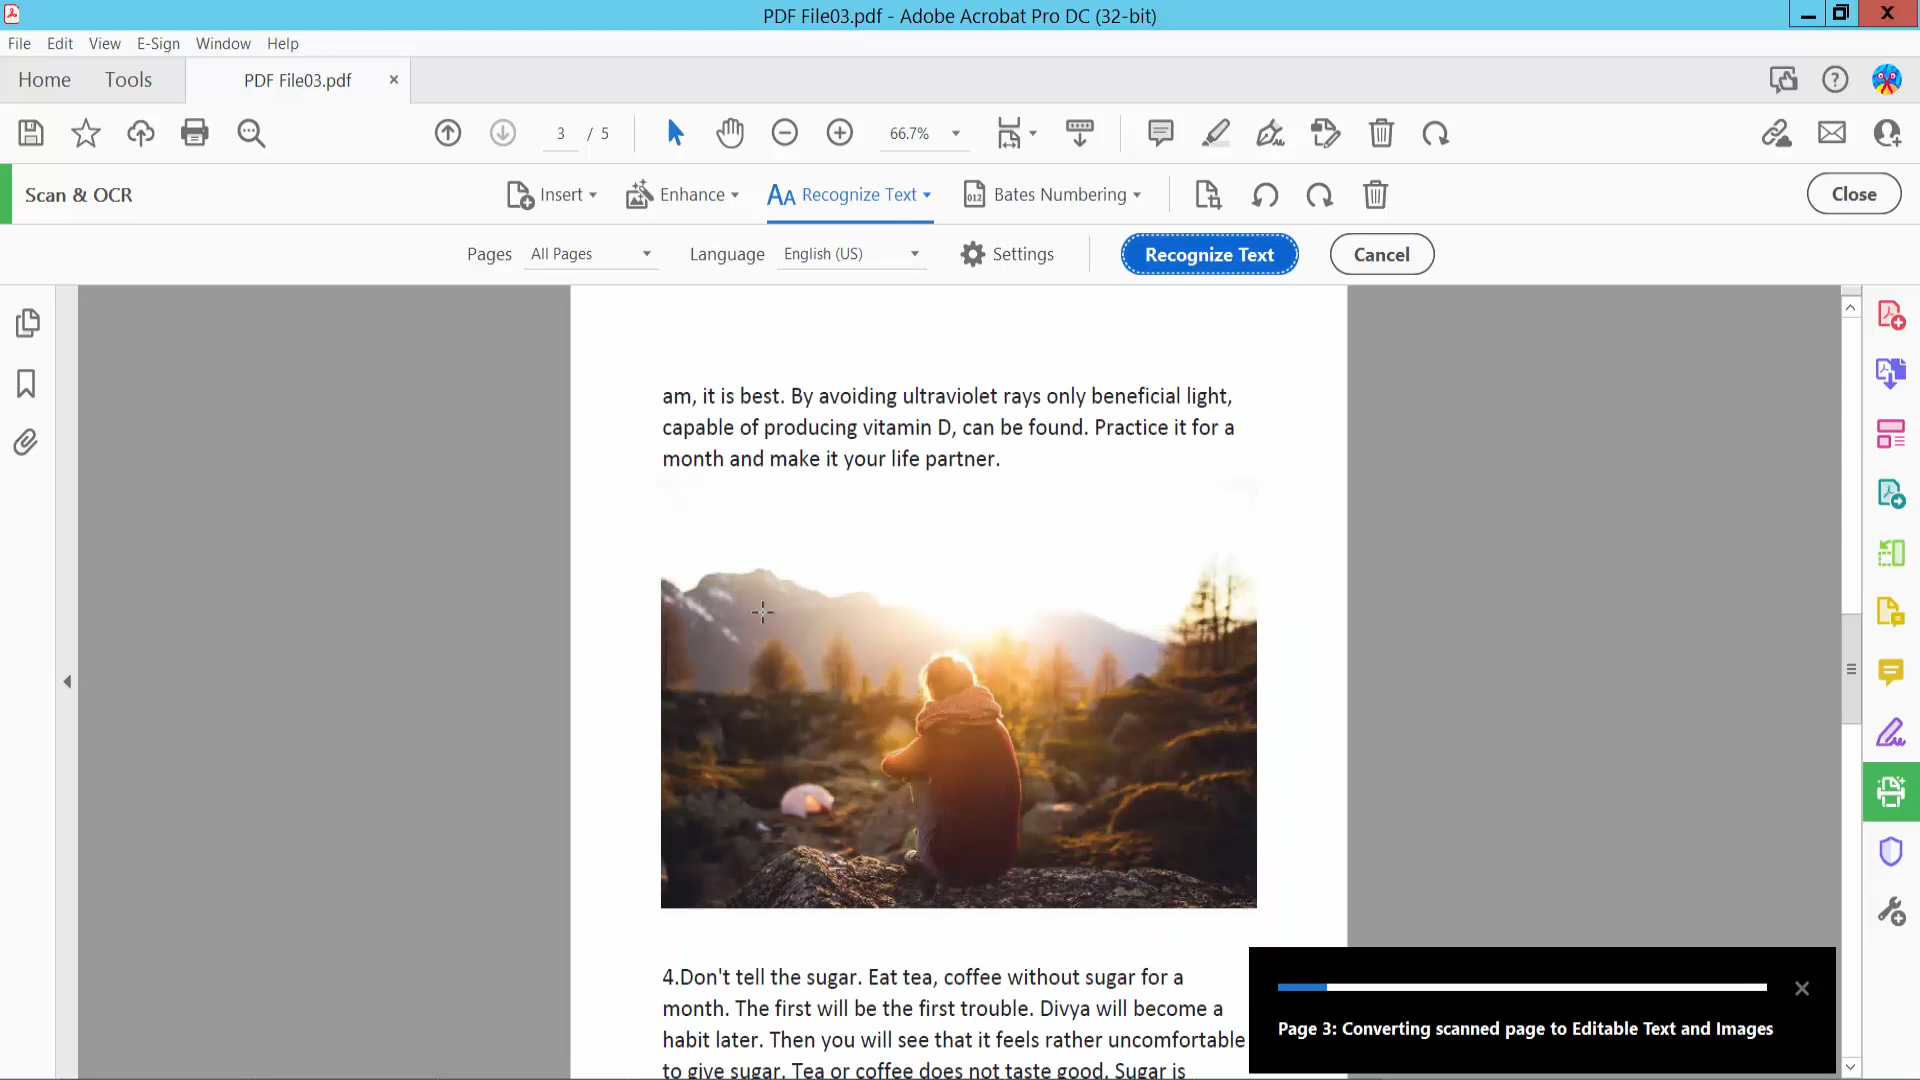 PDF File03.pdf - Adobe Acrobat Pro DC (32-bit)
File Edit View E-Sign Window Help
Home Tools PDF File03.pdf
3 / 5 66.7%
Scan & OCR Insert Enhance AA Recognize Text 012 Bates Numbering Close
Pages All Pages Language English (US) Settings Recognize Text Cancel
am, it is best. By avoiding ultraviolet rays only beneficial light,
capable of producing vitamin D, can be found. Practice it for a
month and make it your life partner.
4.Don't tell the sugar. Eat tea, coffee without sugar for a
month. The first will be the first trouble. Divya will become a
habit later. Then you will see that it feels rather uncomfortable
to give sugar. Tea or coffee does not taste good. Sugar is
Page 3: Converting scanned page to Editable Text and Images